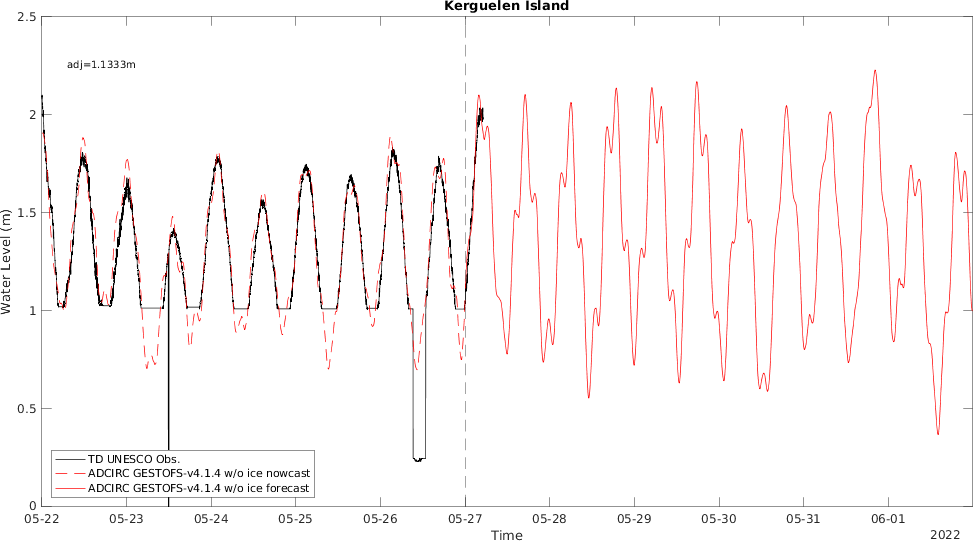 Kerguelen Island
2.5
adj=1.1333m
2
1.5
Water Level (m)
1
0.5
TD UNESCO Obs.
ADCIRC GESTOFS-v4.1.4 w/o ice nowcast
ADCIRC GESTOFS-v4.1.4 w/o ice forecast
0
05-22 05-23 05-24 05-25 05-26 05-27 05-28 05-29 05-30 05-31 06-01
Time
2022